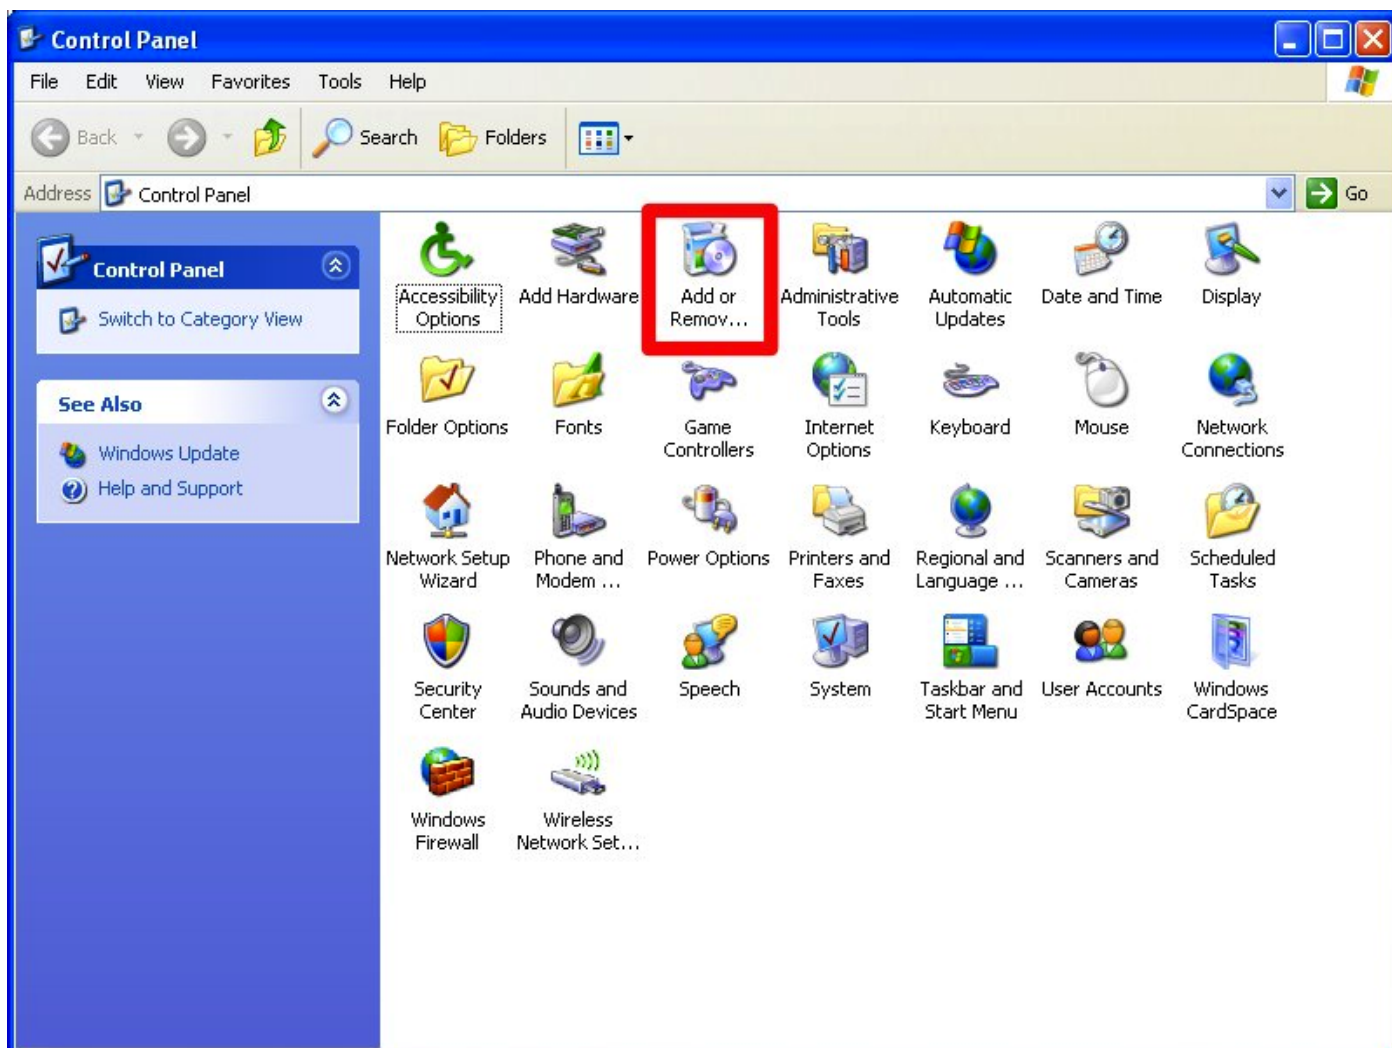 Control Panel
File Edit View Favorites Tools Help
Back Search Folders
Address Control Panel Go
Control Panel
Switch to Category View
See Also
Windows Update
Help and Support
Accessibility Options
Add Hardware
Add or
Remov...
Administrative
Tools
Automatic
Updates
Date and Time
Display
Folder Options
Fonts
Game
Controllers
Internet
Options
Keyboard
Mouse
Network
Connections
Network Setup
Wizard
Phone and
Modem ...
Power Options
Printers and
Faxes
Regional and
Language ...
Scanners and
Cameras
Scheduled
Tasks
Security
Center
Sounds and
Audio Devices
Speech
System
Taskbar and
Start Menu
User Accounts
Windows
CardSpace
Windows
Firewall
Wireless
Network Set...